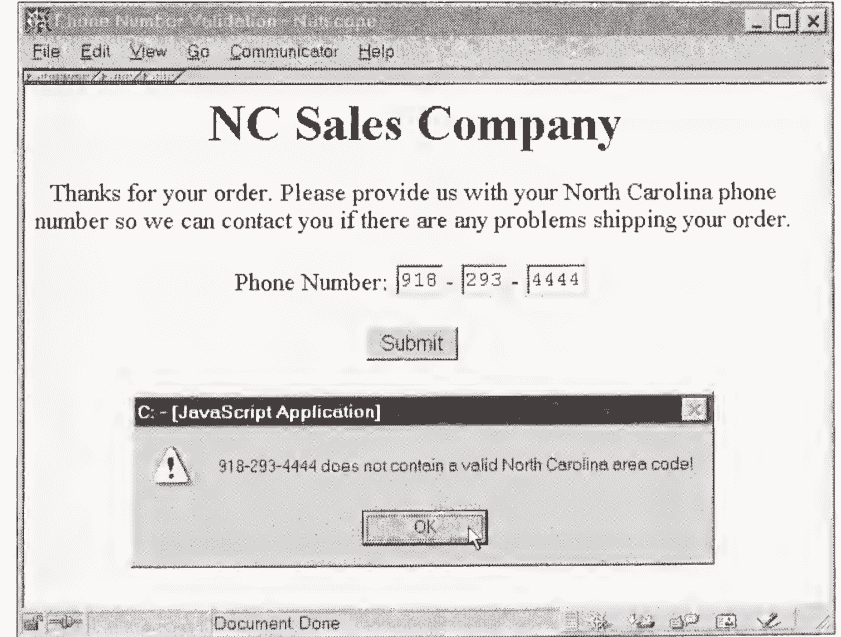 Phone Number Validation - Netscape
File Edit View Go Communicator Help
NC Sales Company
Thanks for your order. Please provide us with your North Carolina phone
number so we can contact you if there are any problems shipping your order.
Phone Number: 918 - 293 - 4444
Submit
C: - [JavaScript Application]
918-293-4444 does not contain a valid North Carolina area code!
OK
Document Done